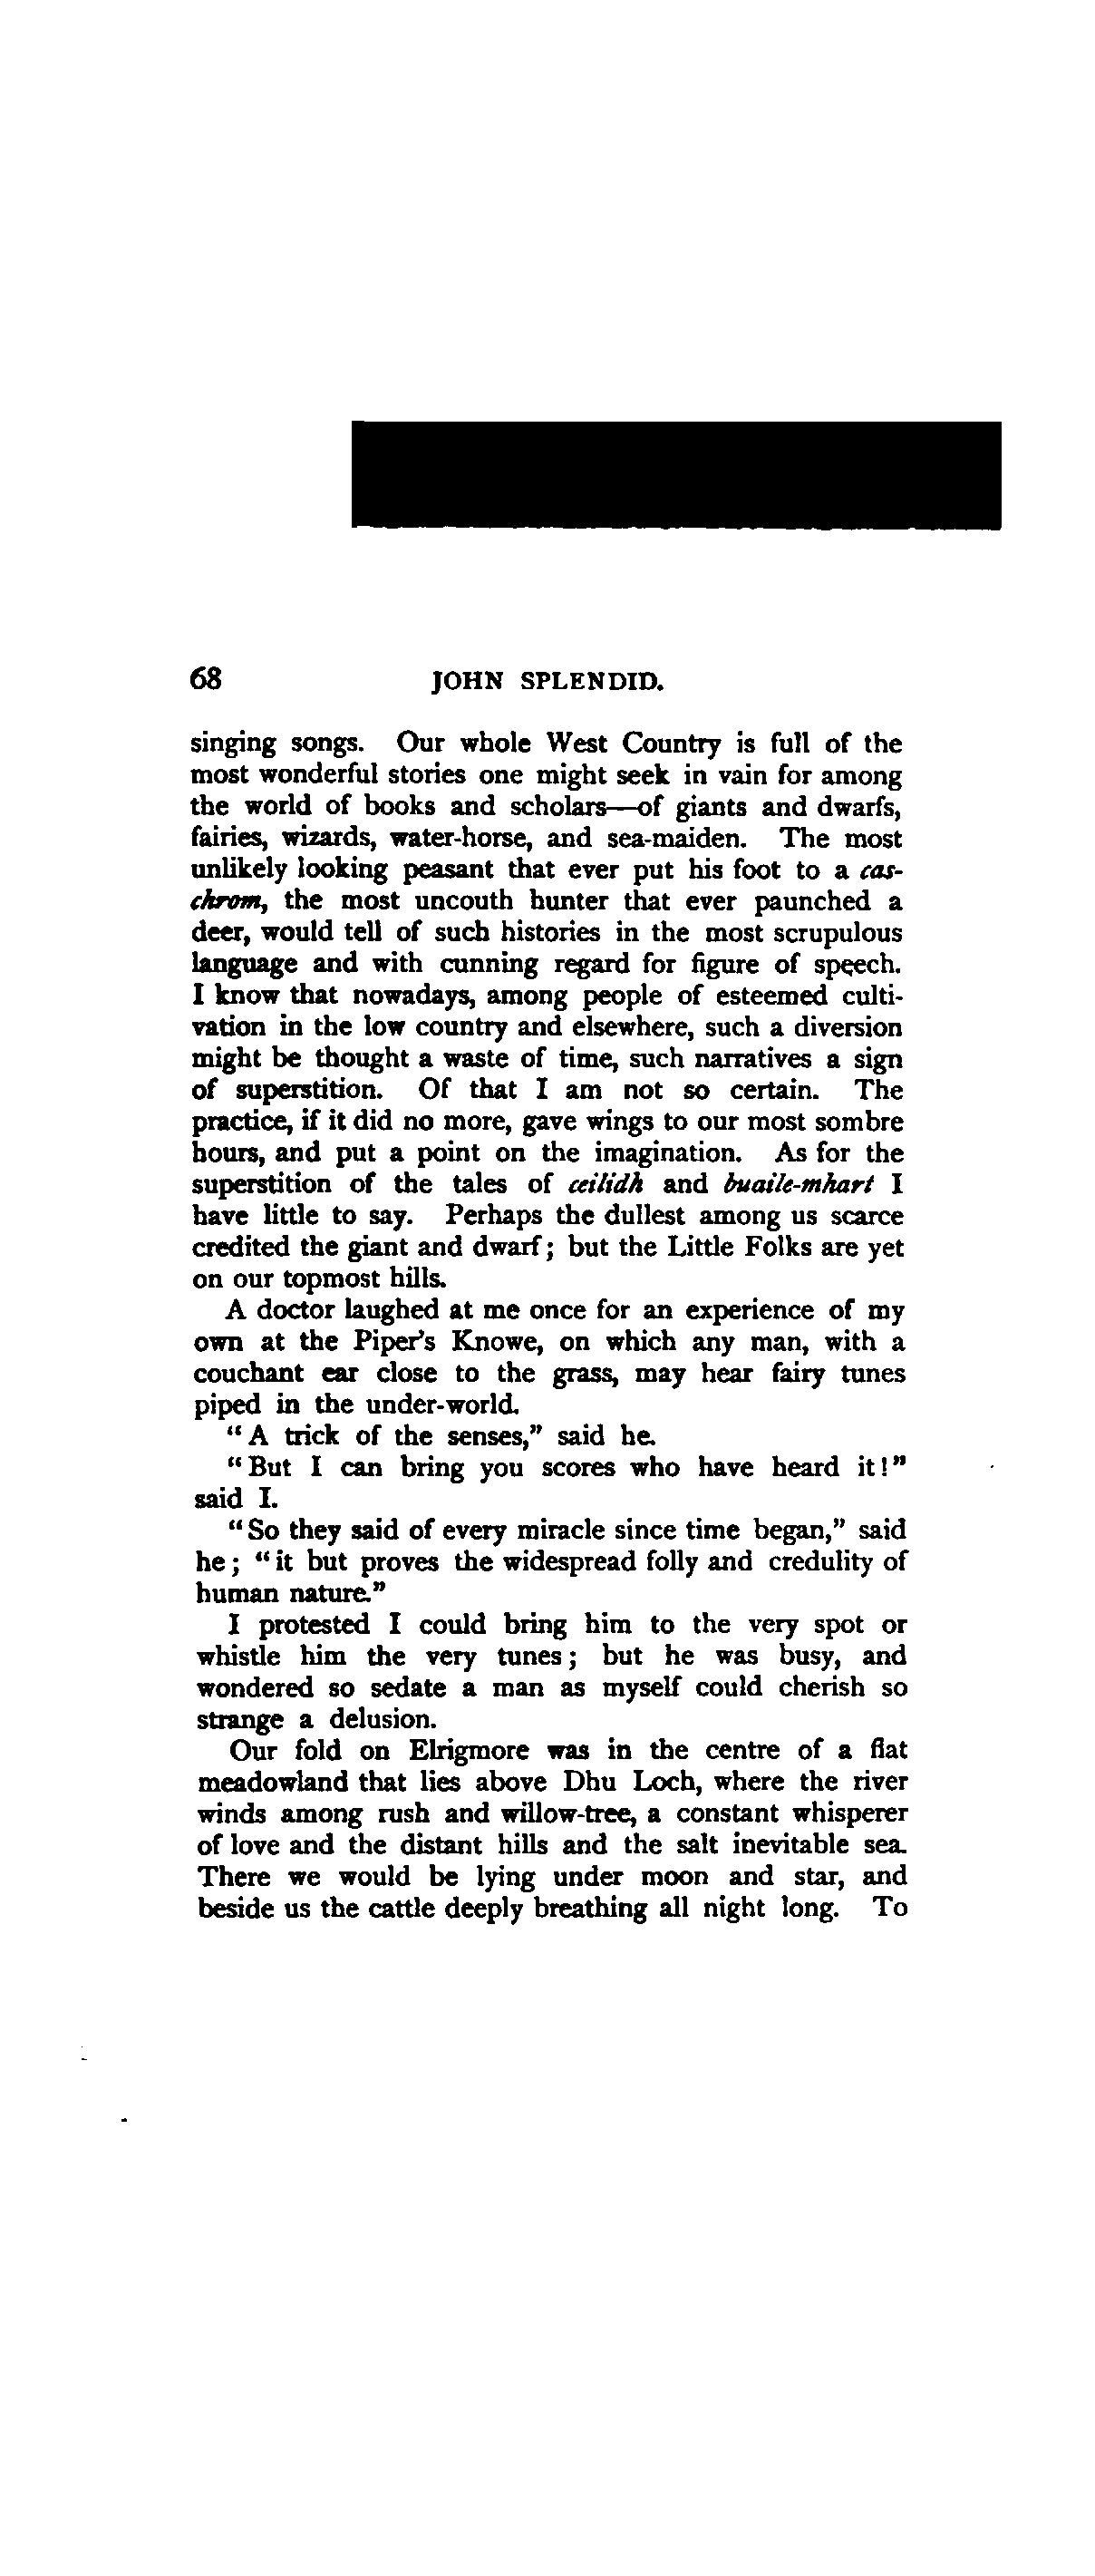 68 JOHN SPLENDID.
singing songs. Our whole West Country is full of the
most wonderful stories one might seek in vain for among
the world of books and scholars—of giants and dwarfs,
fairies, wizards, water-horse, and sea-maiden. The most
unlikely looking peasant that ever put his foot to a cas-
chrom, the most uncouth hunter that ever paunched a
deer, would tell of such histories in the most scrupulous
language and with cunning regard for figure of speech.
I know that nowadays, among people of esteemed culti-
vation in the low country and elsewhere, such a diversion
might be thought a waste of time, such narratives a sign
of superstition. Of that I am not so certain. The
practice, if it did no more, gave wings to our most sombre
hours, and put a point on the imagination. As for the
superstition of the tales of ceilidh and buaile-mhart I
have little to say. Perhaps the dullest among us scarce
credited the giant and dwarf; but the Little Folks are yet
on our topmost hills.
A doctor laughed at me once for an experience of my
own at the Piper's Knowe, on which any man, with a
couchant ear close to the grass, may hear fairy tunes
piped in the under-world.
"A trick of the senses," said he.
"But I can bring you scores who have heard it!"
said I.
"So they said of every miracle since time began," said
he; "it but proves the widespread folly and credulity of
human nature."
I protested I could bring him to the very spot or
whistle him the very tunes; but he was busy, and
wondered so sedate a man as myself could cherish so
strange a delusion.
Our fold on Elrigmore was in the centre of a flat
meadowland that lies above Dhu Loch, where the river
winds among rush and willow-tree, a constant whisperer
of love and the distant hills and the salt inevitable sea.
There we would be lying under moon and star, and
beside us the cattle deeply breathing all night long. To